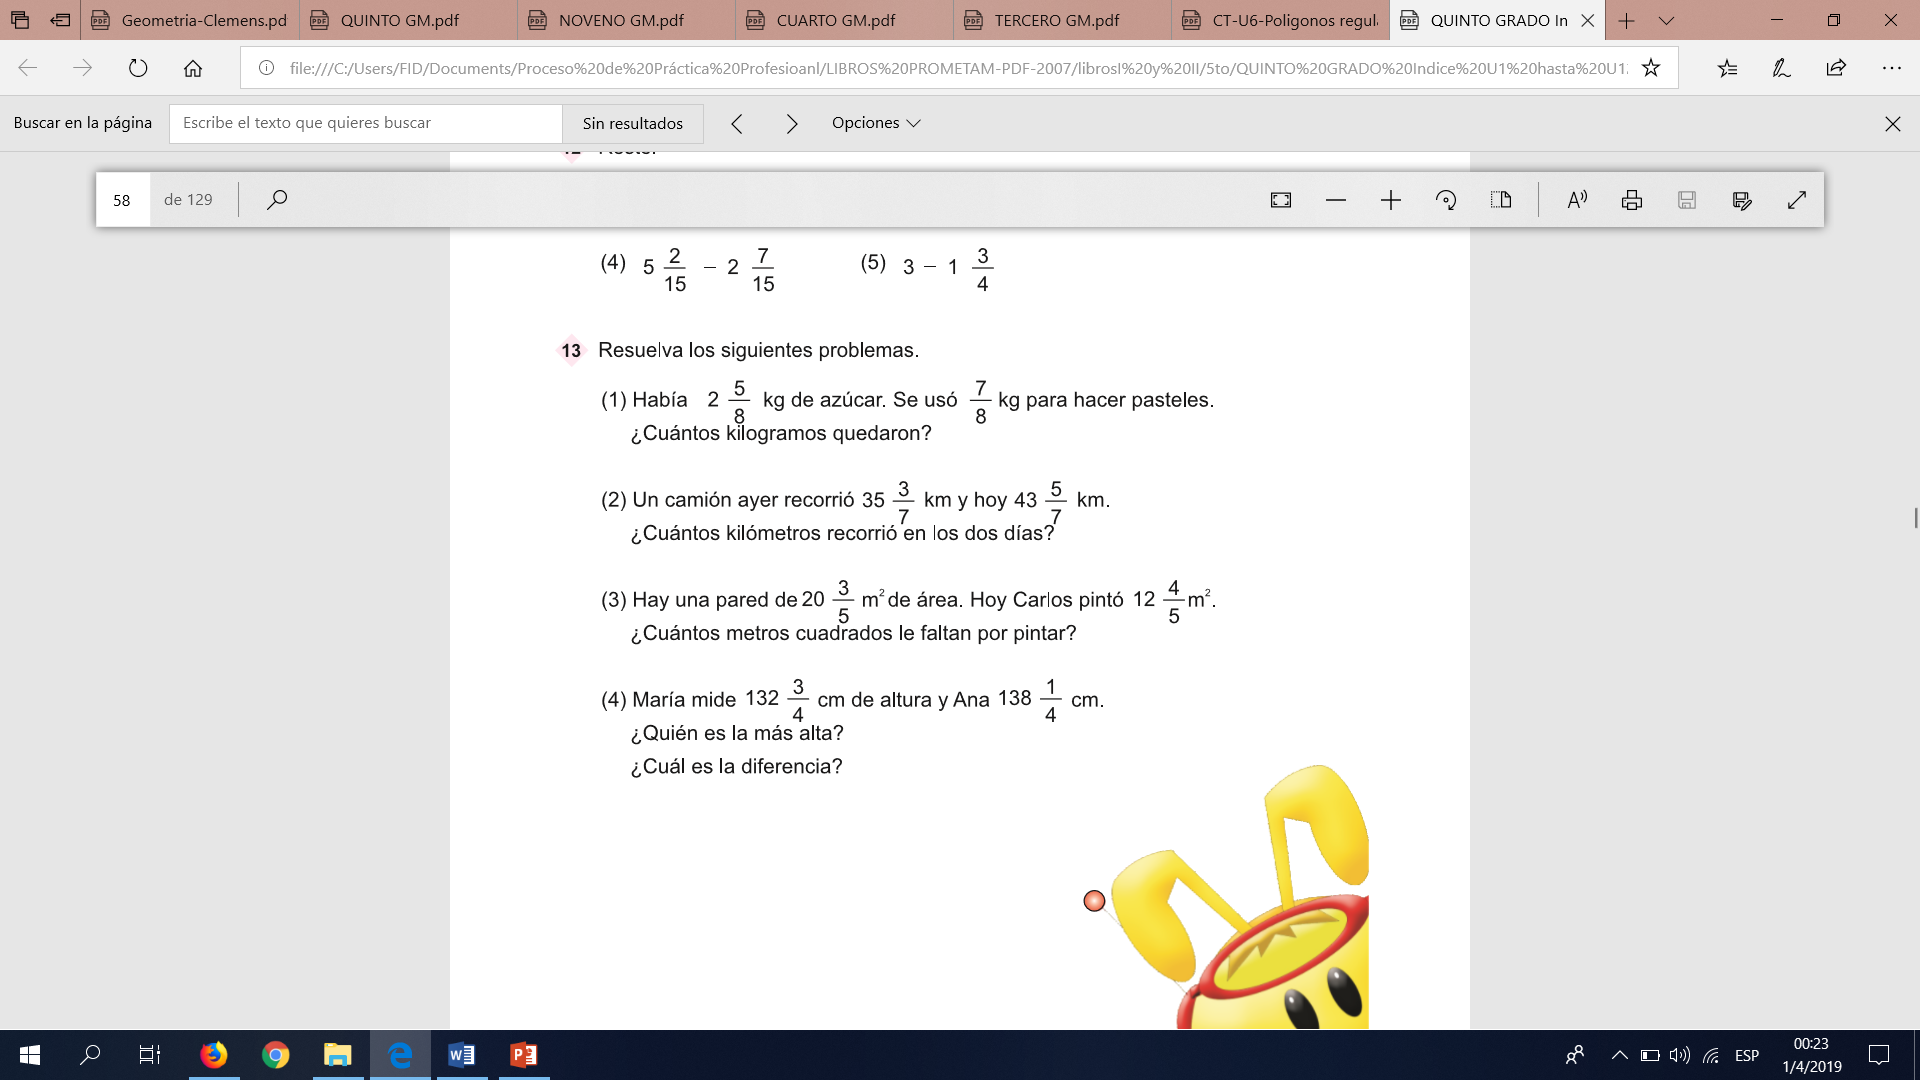 Geometria-Clemens.pd
QUINTO GM.pdf
NOVENO GM.pdf
CUARTO GM.pdf
TERCERO GM.pdf
CT-U6-Poligonos regul
QUINTO GRADO In
file:///C:/Users/FID/Documents/Proceso%20de%20Práctica%20Profesioanl/LIBROS%20PROMETAM-PDF-2007/librosI%20y%20II/5to/QUINTO%20GRADO%20Indice%20U1%20hasta%20U12
Buscar en la página
Escribe el texto que quieres buscar
Sin resultados
Opciones
58 de 129
(4) 5 2/15 – 2 7/15 (5) 3 – 1 3/4
13 Resuelva los siguientes problemas.
(1) Había 2 5/8 kg de azúcar. Se usó 7/8 kg para hacer pasteles.
¿Cuántos kilogramos quedaron?
(2) Un camión ayer recorrió 35 3/7 km y hoy 43 5/7 km.
¿Cuántos kilómetros recorrió en los dos días?
(3) Hay una pared de 20 3/5 m² de área. Hoy Carlos pintó 12 4/5 m².
¿Cuántos metros cuadrados le faltan por pintar?
(4) María mide 132 3/4 cm de altura y Ana 138 1/4 cm.
¿Quién es la más alta?
¿Cuál es la diferencia?
ESP
00:23
1/4/2019